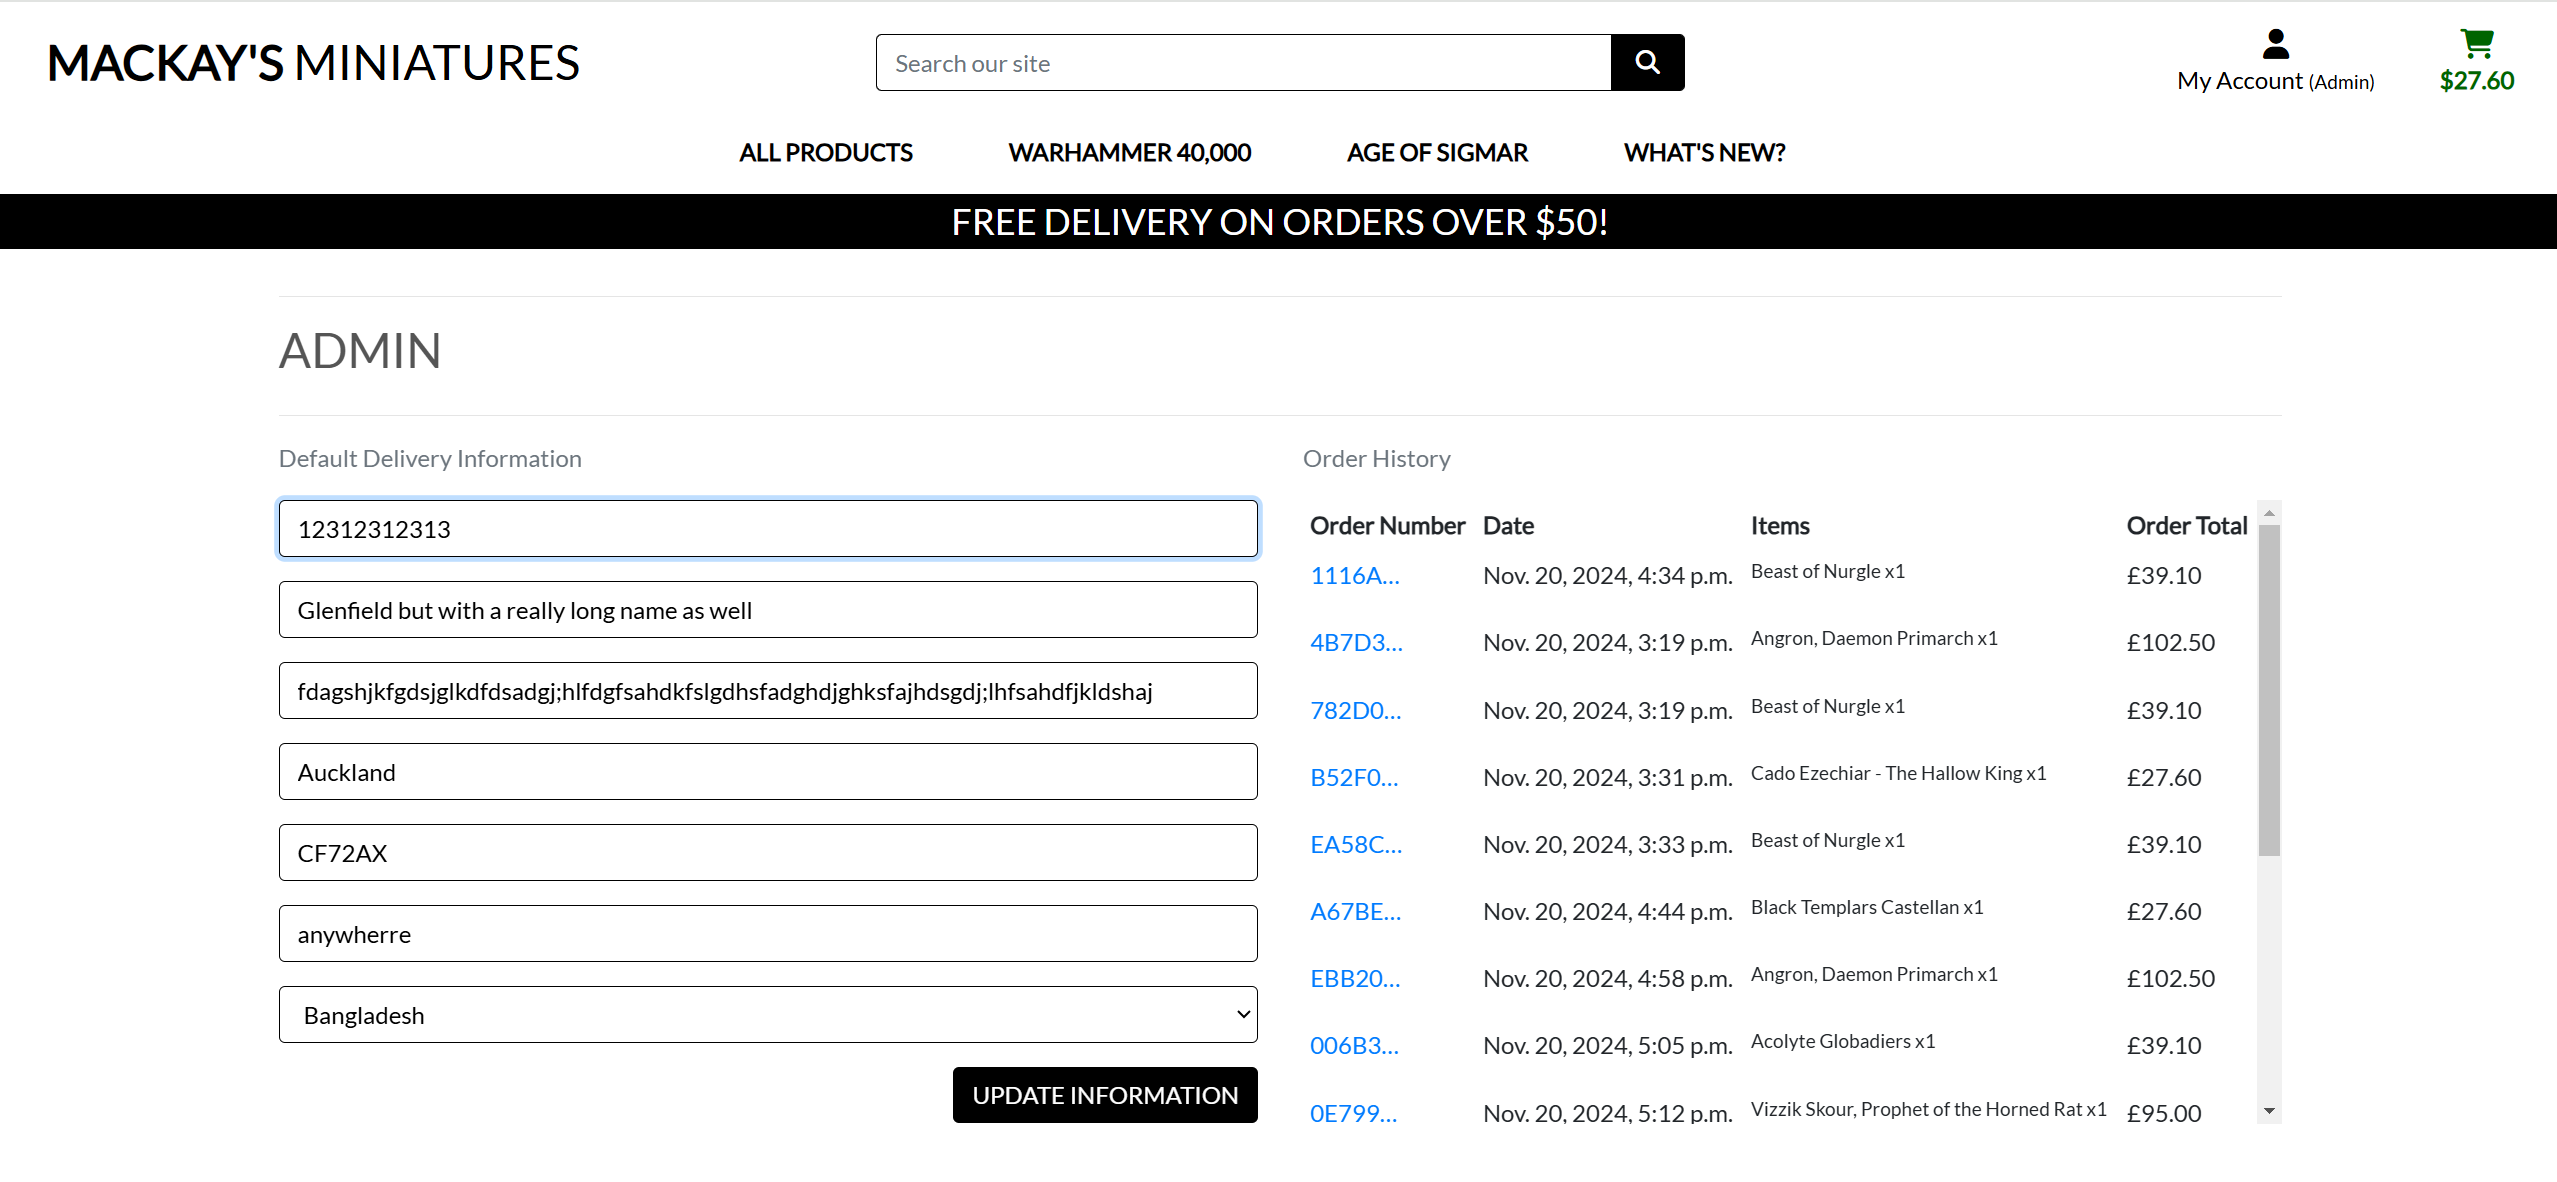 MACKAY'S MINIATURES
Search our site
My Account (Admin)
$27.60
ALL PRODUCTS WARHAMMER 40,000 AGE OF SIGMAR WHAT'S NEW?
FREE DELIVERY ON ORDERS OVER $50!
ADMIN
Default Delivery Information
12312312313
Glenfield but with a really long name as well
fdagshjkfgdsjglkdfdsadgj;hlfdgfsahdkfslgdhsfadghdjghksfajhdsgdj;lhfsahdfjkldshaj
Auckland
CF72AX
anywherre
Bangladesh
UPDATE INFORMATION
Order History
Order Number Date Items Order Total
1116A... Nov. 20, 2024, 4:34 p.m. Beast of Nurgle x1 £39.10
4B7D3... Nov. 20, 2024, 3:19 p.m. Angron, Daemon Primarch x1 £102.50
782D0... Nov. 20, 2024, 3:19 p.m. Beast of Nurgle x1 £39.10
B52F0... Nov. 20, 2024, 3:31 p.m. Cado Ezechiar - The Hallow King x1 £27.60
EA58C... Nov. 20, 2024, 3:33 p.m. Beast of Nurgle x1 £39.10
A67BE... Nov. 20, 2024, 4:44 p.m. Black Templars Castellan x1 £27.60
EBB20... Nov. 20, 2024, 4:58 p.m. Angron, Daemon Primarch x1 £102.50
006B3... Nov. 20, 2024, 5:05 p.m. Acolyte Globadiers x1 £39.10
0E799... Nov. 20, 2024, 5:12 p.m. Vizzik Skour, Prophet of the Horned Rat x1 £95.00